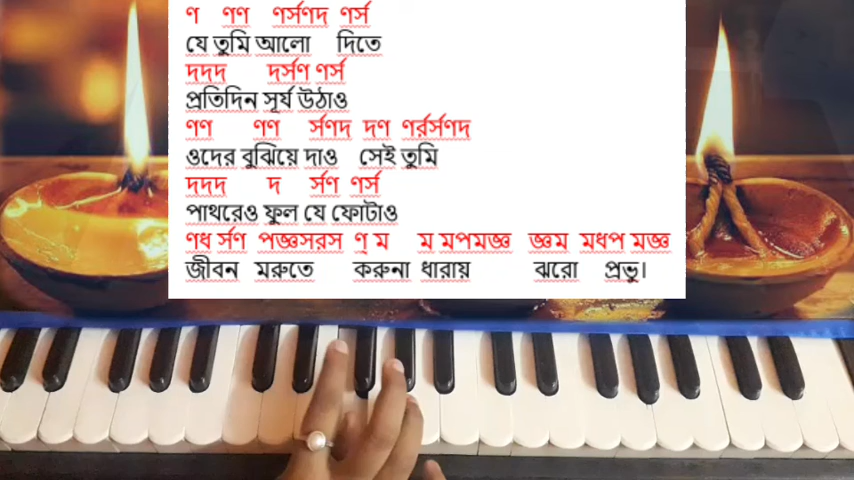 ণ ণণ ণর্সণদ ণর্স
যে তুমি আলো দিতে
দদদ দর্সণ ণর্স
প্রতিদিন সূর্য উঠাও
ণণ ণণ র্সণদ দণ ণর্রর্সণদ
ওদের বুঝিয়ে দাও সেই তুমি
দদদ দ র্সণ ণর্স
পাথরেও ফুল যে ফোটাও
ণধ র্সণ পজ্ঞসরস ণ্ ম ম মপমজ্ঞ জ্ঞম মধপ মজ্ঞ
জীবন মরুতে করুনা ধারায় ঝরো প্রভু।